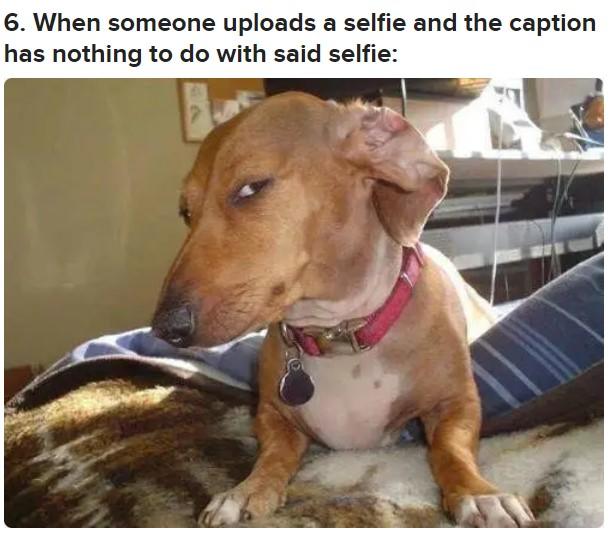 6. When someone uploads a selfie and the caption
has nothing to do with said selfie: